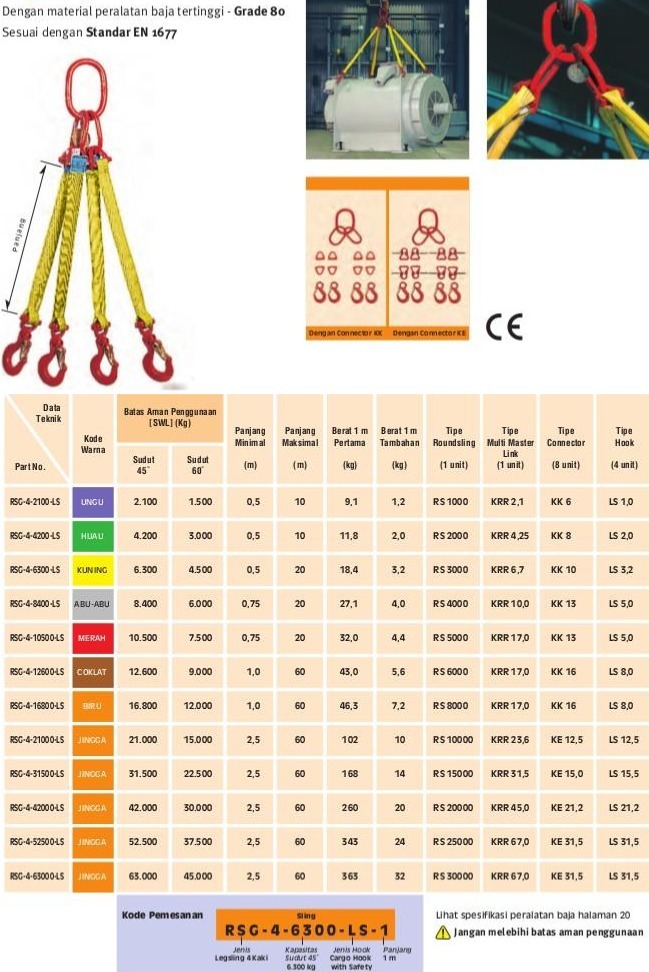 Dengan material peralatan baja tertinggi - Grade 80
Sesuai dengan Standar EN 1677
Panjang
Dengan Connector KK
Dengan Connector KE
CE
Data Teknik
Part No.
Kode Warna
Batas Aman Penggunaan [SWL] (Kg)
Sudut 45°
Sudut 60°
Panjang Minimal (m)
Panjang Maksimal (m)
Berat 1 m Pertama (kg)
Berat 1 m Tambahan (kg)
Tipe Roundsling (1 unit)
Tipe Multi Master Link (1 unit)
Tipe Connector (8 unit)
Tipe Hook (4 unit)
RSG-4-2100-LS UNGU 2.100 1.500 0,5 10 9,1 1,2 RS 1000 KRR 2,1 KK 6 LS 1,0
RSG-4-4200-LS HIJAU 4.200 3.000 0,5 10 11,8 2,0 RS 2000 KRR 4,25 KK 8 LS 2,0
RSG-4-6300-LS KUNING 6.300 4.500 0,5 20 18,4 3,2 RS 3000 KRR 6,7 KK 10 LS 3,2
RSG-4-8400-LS ABU-ABU 8.400 6.000 0,75 20 27,1 4,0 RS 4000 KRR 10,0 KK 13 LS 5,0
RSG-4-10500-LS MERAH 10.500 7.500 0,75 20 32,0 4,4 RS 5000 KRR 17,0 KK 13 LS 5,0
RSG-4-12600-LS COKLAT 12.600 9.000 1,0 60 43,0 5,6 RS 6000 KRR 17,0 KK 16 LS 8,0
RSG-4-16800-LS BIRU 16.800 12.000 1,0 60 46,3 7,2 RS 8000 KRR 17,0 KK 16 LS 8,0
RSG-4-21000-LS JINGGA 21.000 15.000 2,5 60 102 10 RS 10000 KRR 23,6 KE 12,5 LS 12,5
RSG-4-31500-LS JINGGA 31.500 22.500 2,5 60 168 14 RS 15000 KRR 31,5 KE 15,0 LS 15,5
RSG-4-42000-LS JINGGA 42.000 30.000 2,5 60 260 20 RS 20000 KRR 45,0 KE 21,2 LS 21,2
RSG-4-52500-LS JINGGA 52.500 37.500 2,5 60 343 24 RS 25000 KRR 67,0 KE 31,5 LS 31,5
RSG-4-63000-LS JINGGA 63.000 45.000 2,5 60 363 32 RS 30000 KRR 67,0 KE 31,5 LS 31,5
Kode Pemesanan
Sling
RSG-4-6300-LS-1
Jenis
Legsling 4 Kaki
Kapasitas
Sudut 45°
6.300 kg
Jenis Hook
Cargo Hook
with Safety
Panjang
1 m
Lihat spesifikasi peralatan baja halaman 20
Jangan melebihi batas aman penggunaan